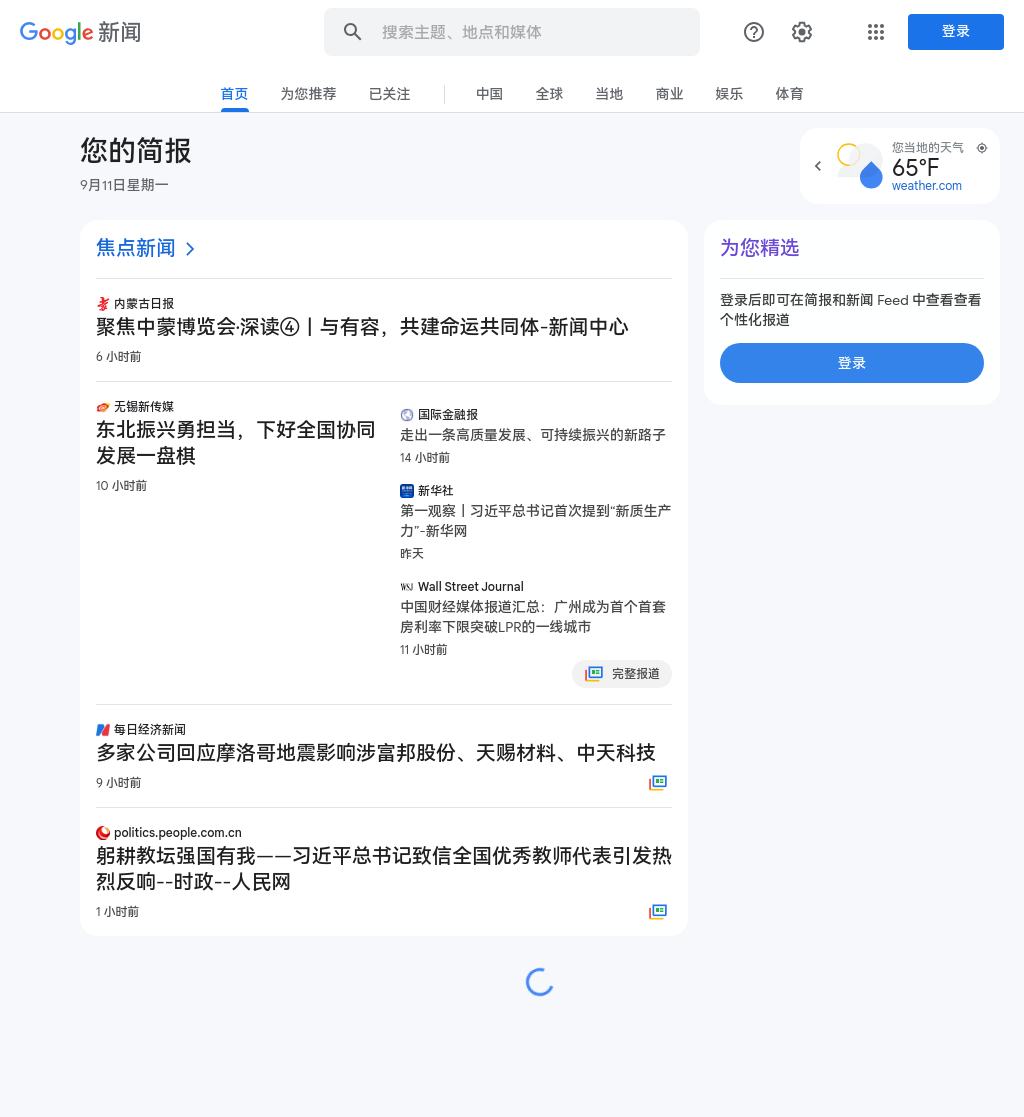 Google 新闻
搜索主题、地点和媒体
登录
首页
为您推荐
已关注
中国
全球
当地
商业
娱乐
体育
您的简报
9月11日星期一
您当地的天气
65°F
weather.com
焦点新闻
内蒙古日报
聚焦中蒙博览会·深读④丨与有容，共建命运共同体-新闻中心
6 小时前
无锡新传媒
东北振兴勇担当，下好全国协同
发展一盘棋
10 小时前
国际金融报
走出一条高质量发展、可持续振兴的新路子
14 小时前
新华社
第一观察丨习近平总书记首次提到“新质生产
力”-新华网
昨天
WSJ Wall Street Journal
中国财经媒体报道汇总：广州成为首个首套
房利率下限突破LPR的一线城市
11 小时前
完整报道
每日经济新闻
多家公司回应摩洛哥地震影响涉富邦股份、天赐材料、中天科技
9 小时前
politics.people.com.cn
躬耕教坛强国有我——习近平总书记致信全国优秀教师代表引发热
烈反响--时政--人民网
1 小时前
为您精选
登录后即可在简报和新闻 Feed 中查看查看
个性化报道
登录